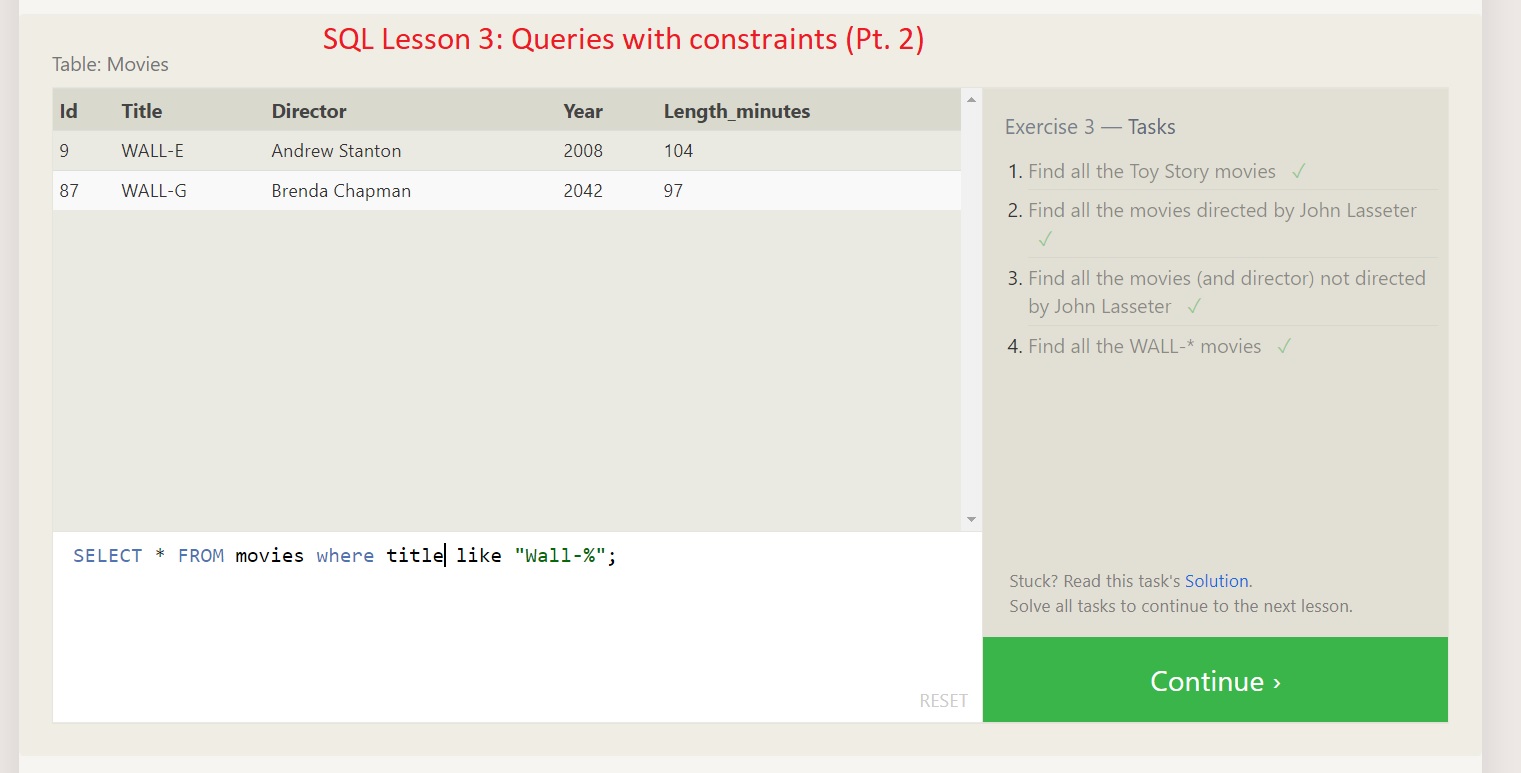 SQL Lesson 3: Queries with constraints (Pt. 2)
Table: Movies
Id Title Director Year Length_minutes
9 WALL-E Andrew Stanton 2008 104
87 WALL-G Brenda Chapman 2042 97
SELECT * FROM movies where title like "Wall-%";
RESET
Exercise 3 — Tasks
1. Find all the Toy Story movies ✓
2. Find all the movies directed by John Lasseter
✓
3. Find all the movies (and director) not directed
by John Lasseter ✓
4. Find all the WALL-* movies ✓
Stuck? Read this task's Solution.
Solve all tasks to continue to the next lesson.
Continue ›